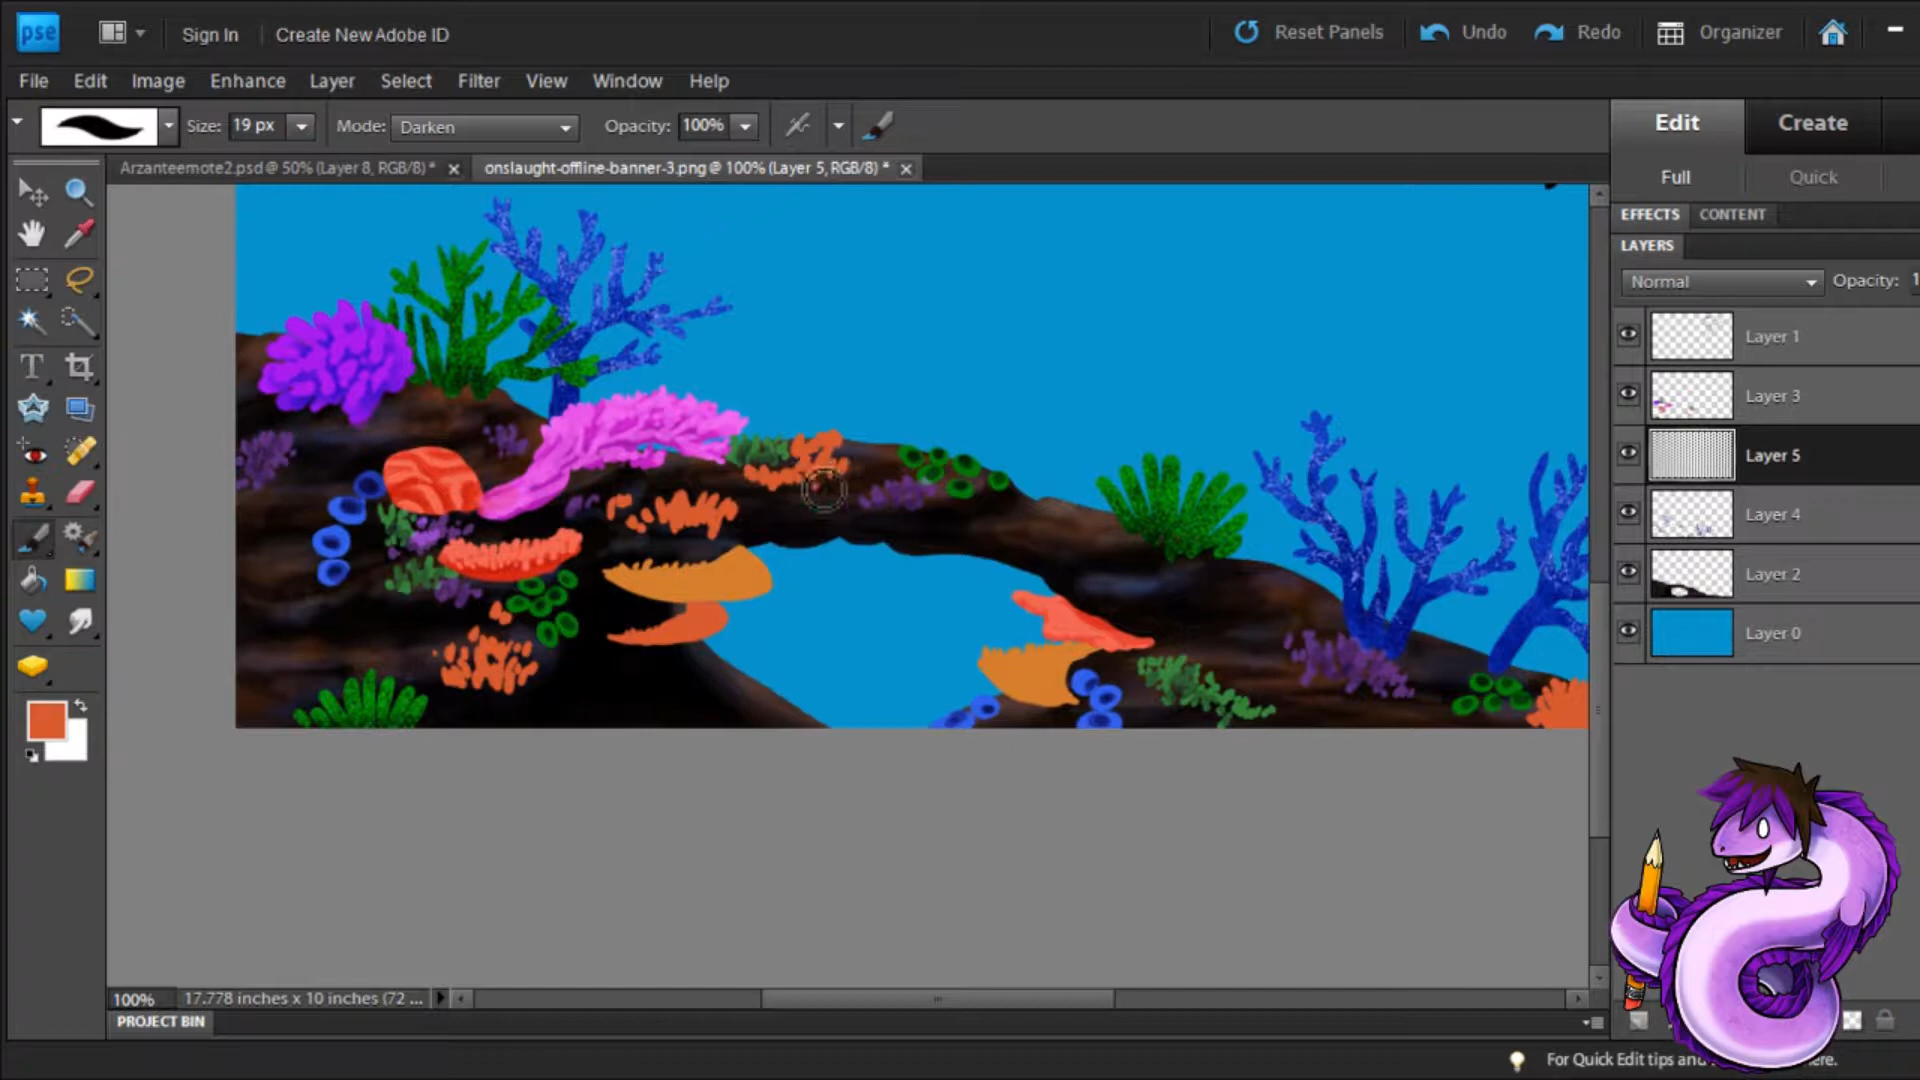 pse Sign In Create New Adobe ID Reset Panels Undo Redo Organizer
File Edit Image Enhance Layer Select Filter View Window Help
Size: 19 px Mode: Darken Opacity: 100%
Edit Create
Arzanteemote2.psd @ 50% (Layer 8, RGB/8) * onslaught-offline-banner-3.png @ 100% (Layer 5, RGB/8) *
Full Quick
EFFECTS CONTENT
LAYERS
Normal Opacity: 1
Layer 1
Layer 3
Layer 5
Layer 4
Layer 2
Layer 0
T
100% 17.778 inches x 10 inches (72 ...
PROJECT BIN
For Quick Edit tips and